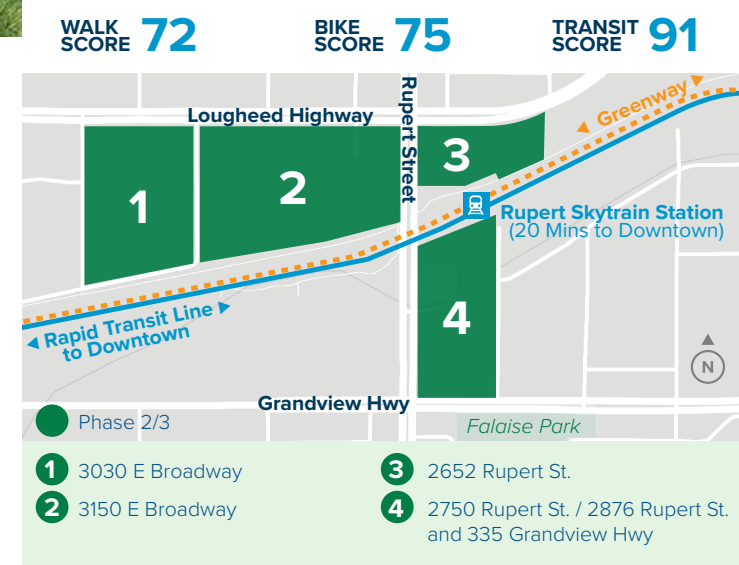 WALK SCORE 72
BIKE SCORE 75
TRANSIT SCORE 91
Lougheed Highway
Rupert Street
Greenway
1
2
3
Rupert Skytrain Station
(20 Mins to Downtown)
4
Rapid Transit Line
to Downtown
N
Grandview Hwy
Phase 2/3
Falaise Park
1 3030 E Broadway
2 3150 E Broadway
3 2652 Rupert St.
4 2750 Rupert St. / 2876 Rupert St.
and 335 Grandview Hwy